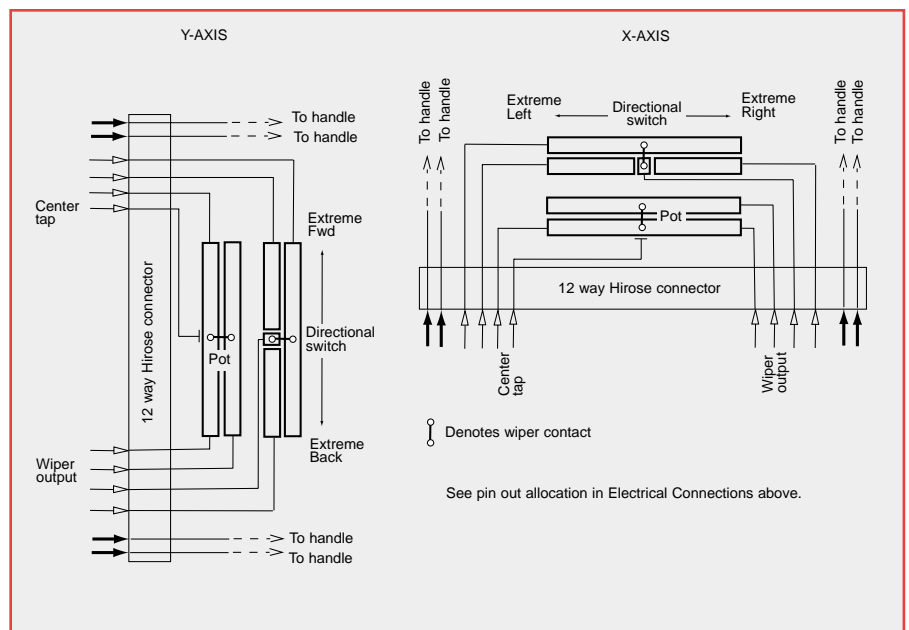 Y-AXIS
To handle
To handle
Center
tap
12 way Hirose connector
Extreme
Fwd
Directional
switch
Pot
Extreme
Back
Wiper
output
To handle
To handle
X-AXIS
To handle
To handle
Extreme
Left
Directional
switch
Extreme
Right
To handle
To handle
Pot
12 way Hirose connector
Center
tap
Wiper
output
Denotes wiper contact
See pin out allocation in Electrical Connections above.